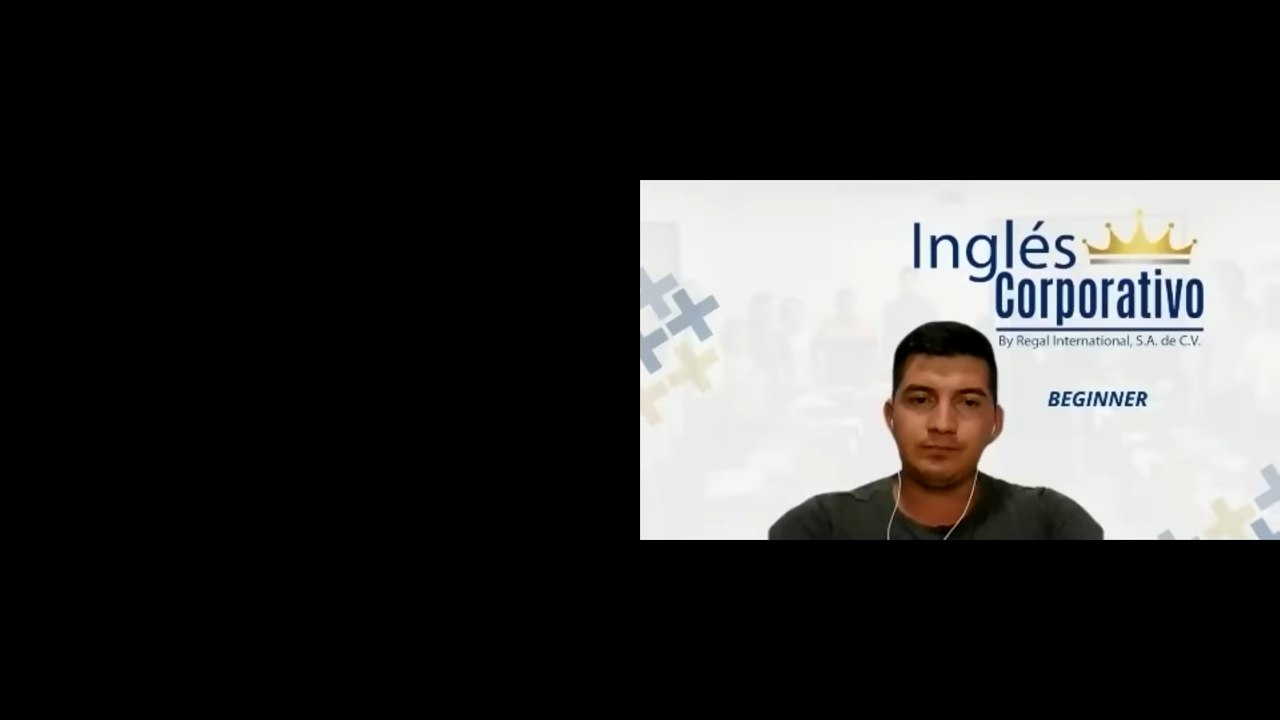 Inglés
Corporativo
By Regal International, S.A. de C.V.
BEGINNER